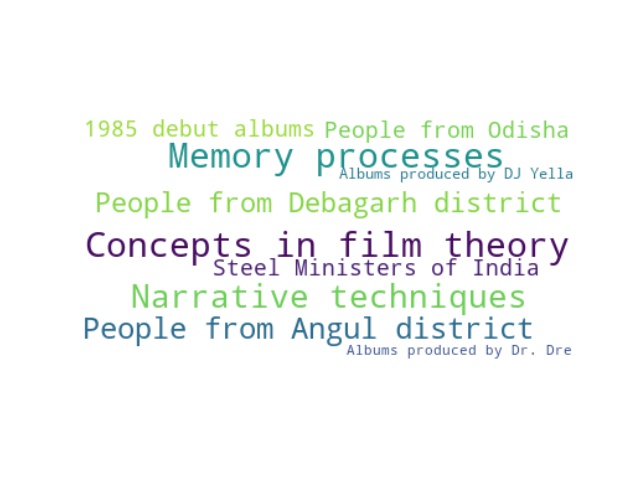 1985 debut albums
People from Odisha
Memory processes
Albums produced by DJ Yella
People from Debagarh district
Concepts in film theory
Steel Ministers of India
Narrative techniques
People from Angul district
Albums produced by Dr. Dre